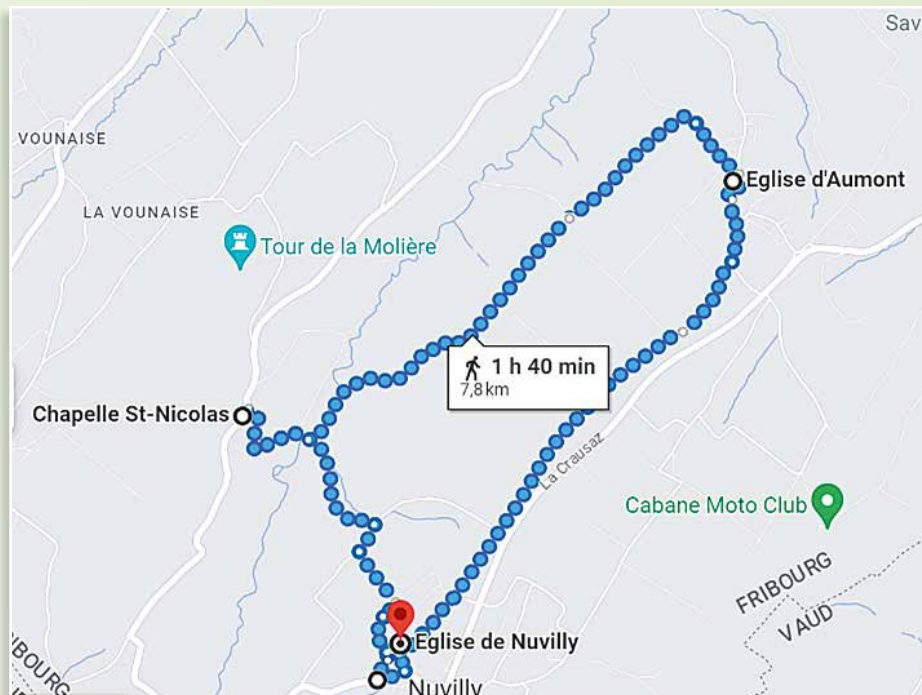 Sav
VOUNAISE
Eglise d'Aumont
LA VOUNAISE
Tour de la Molière
1 h 40 min
7,8 km
Chapelle St-Nicolas
La Crausaz
Cabane Moto Club
FRIBOURG
VAUD
Eglise de Nuvilly
IBOURG
Nuvilly